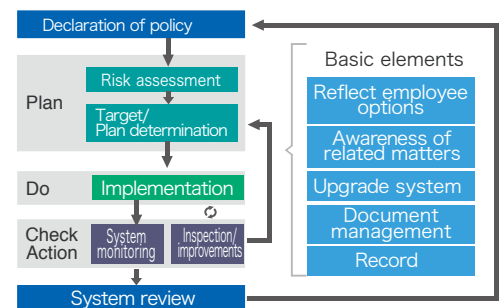 Declaration of policy
Plan
Risk assessment
Target/
Plan determination
Do
Implementation
Check
Action
System
monitoring
Inspection/
improvements
System review
Basic elements
Reflect employee
options
Awareness of
related matters
Upgrade system
Document
management
Record